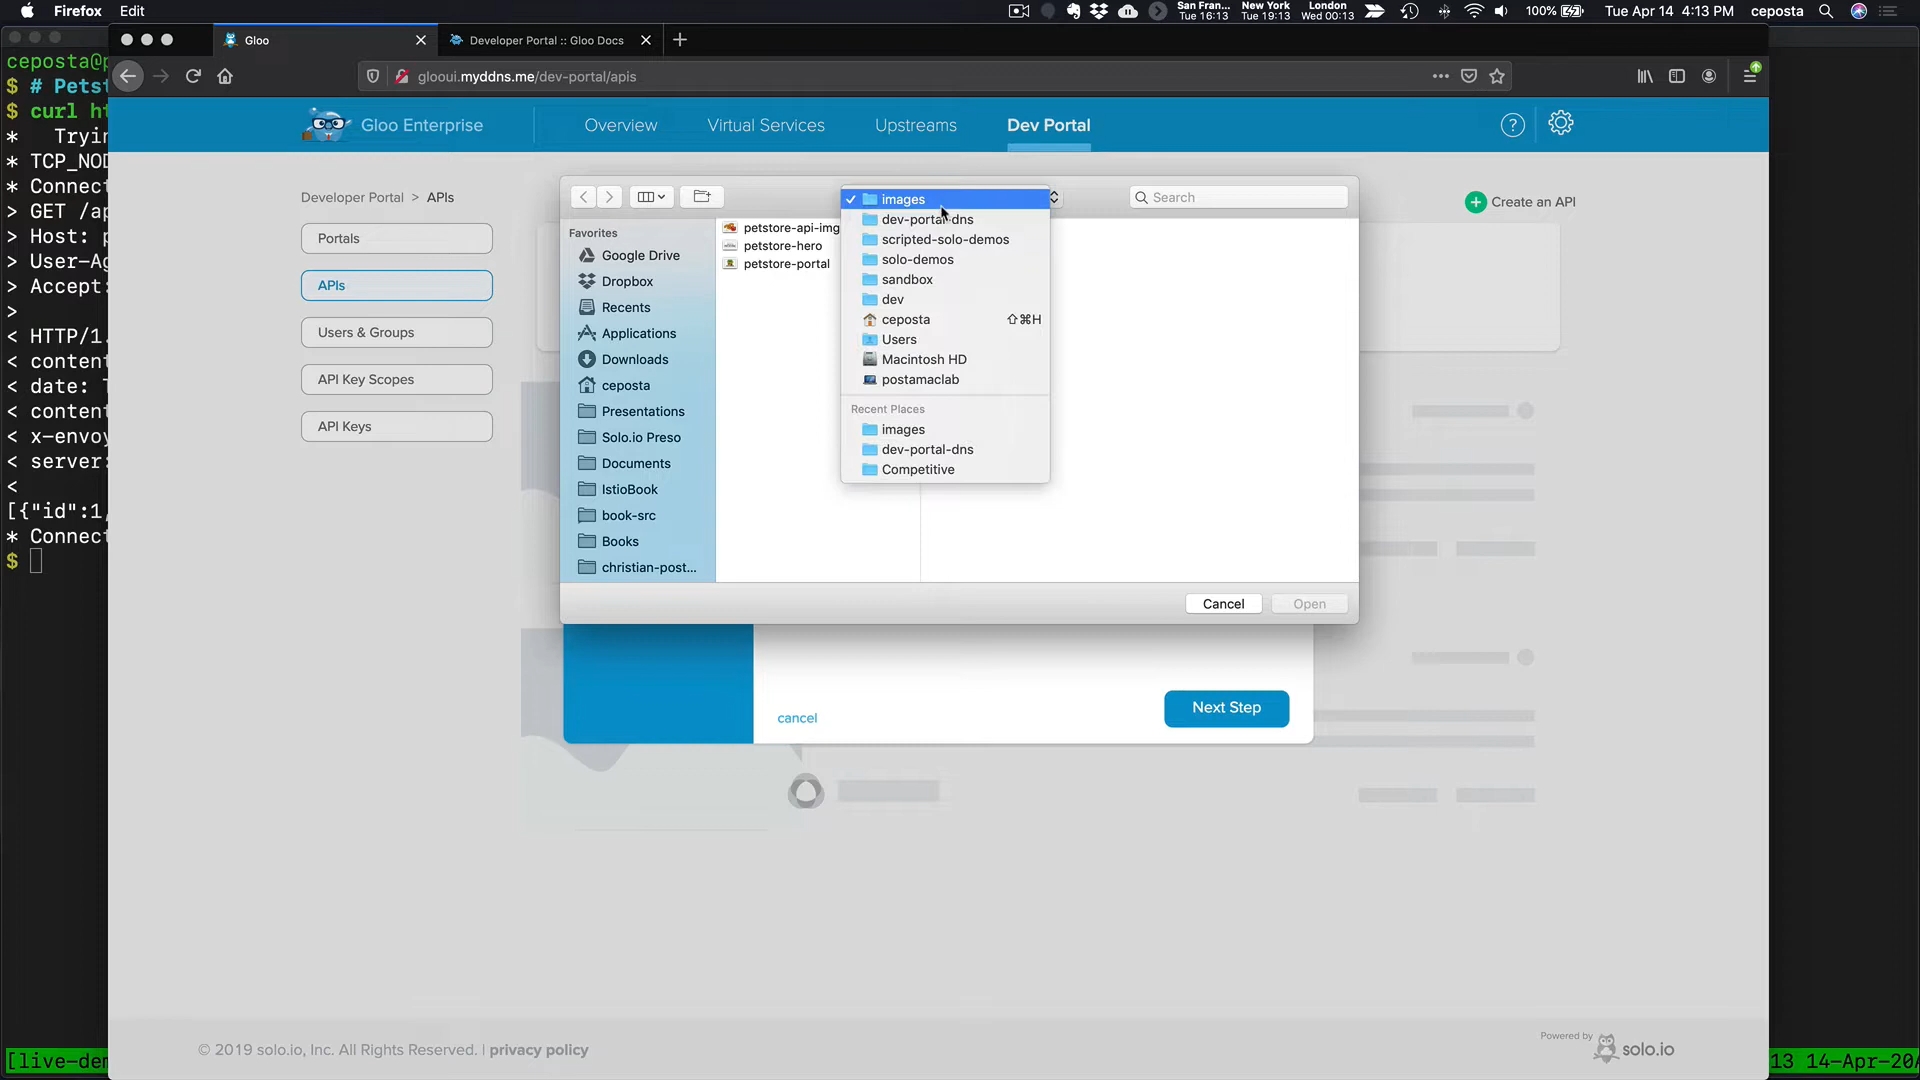 Firefox Edit
San Fran...
Tue 16:13
New York
Tue 19:13
London
Wed 00:13
100%
Tue Apr 14 4:13 PM ceposta
Gloo
Developer Portal :: Gloo Docs
ceposta@p
$ # Petst
$ curl ht
* Tryin
* TCP_NOD
* Connect
> GET /ap
> Host: p
> User-Ag
> Accept:
>
< HTTP/1.
< content
< date: T
< content
< x-envoy
< server:
<
[{"id":1,
* Connect
$
glooui.myddns.me/dev-portal/apis
Gloo Enterprise
Overview
Virtual Services
Upstreams
Dev Portal
?
Developer Portal > APIs
Create an API
Portals
APIs
Users & Groups
API Key Scopes
API Keys
Search
Favorites
Google Drive
Dropbox
Recents
Applications
Downloads
ceposta
Presentations
Solo.io Preso
Documents
IstioBook
book-src
Books
christian-post...
petstore-api-img
petstore-hero
petstore-portal
images
dev-portal-dns
scripted-solo-demos
solo-demos
sandbox
dev
ceposta ⇧⌘H
Users
Macintosh HD
postamaclab
Recent Places
images
dev-portal-dns
Competitive
Cancel
Open
cancel
Next Step
© 2019 solo.io, Inc. All Rights Reserved. | privacy policy
Powered by
solo.io
[live-dem
13 14-Apr-20